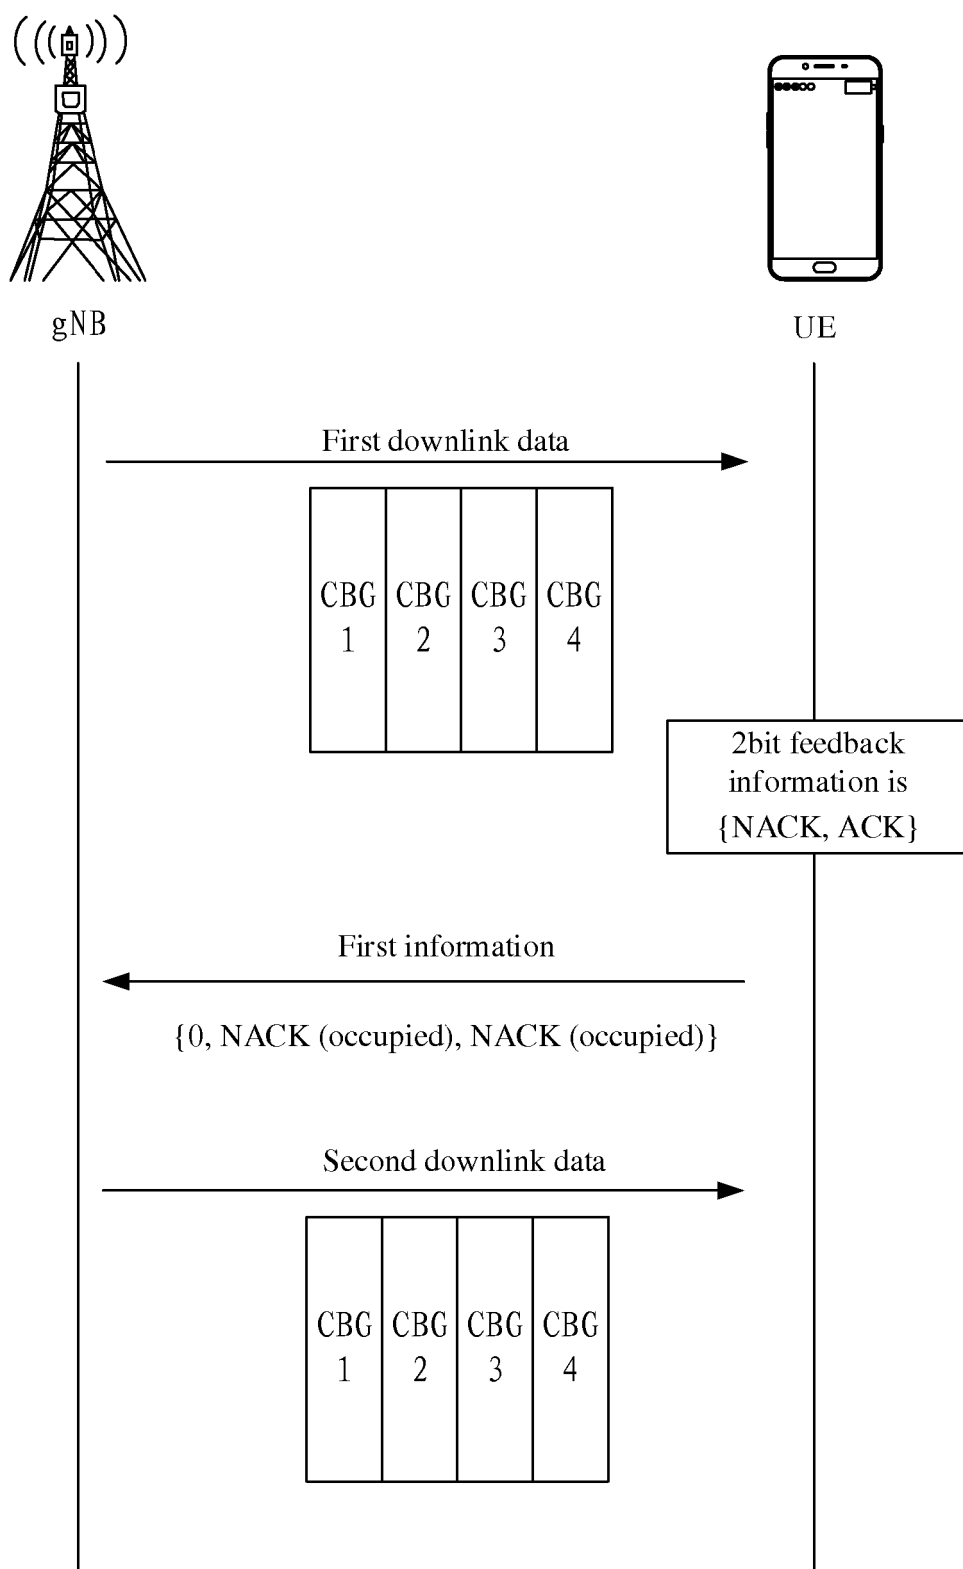 gNB
UE
First downlink data
CBG CBG CBG CBG
1 2 3 4
2bit feedback
information is
{NACK, ACK}
First information
{0, NACK (occupied), NACK (occupied)}
Second downlink data
CBG CBG CBG CBG
1 2 3 4